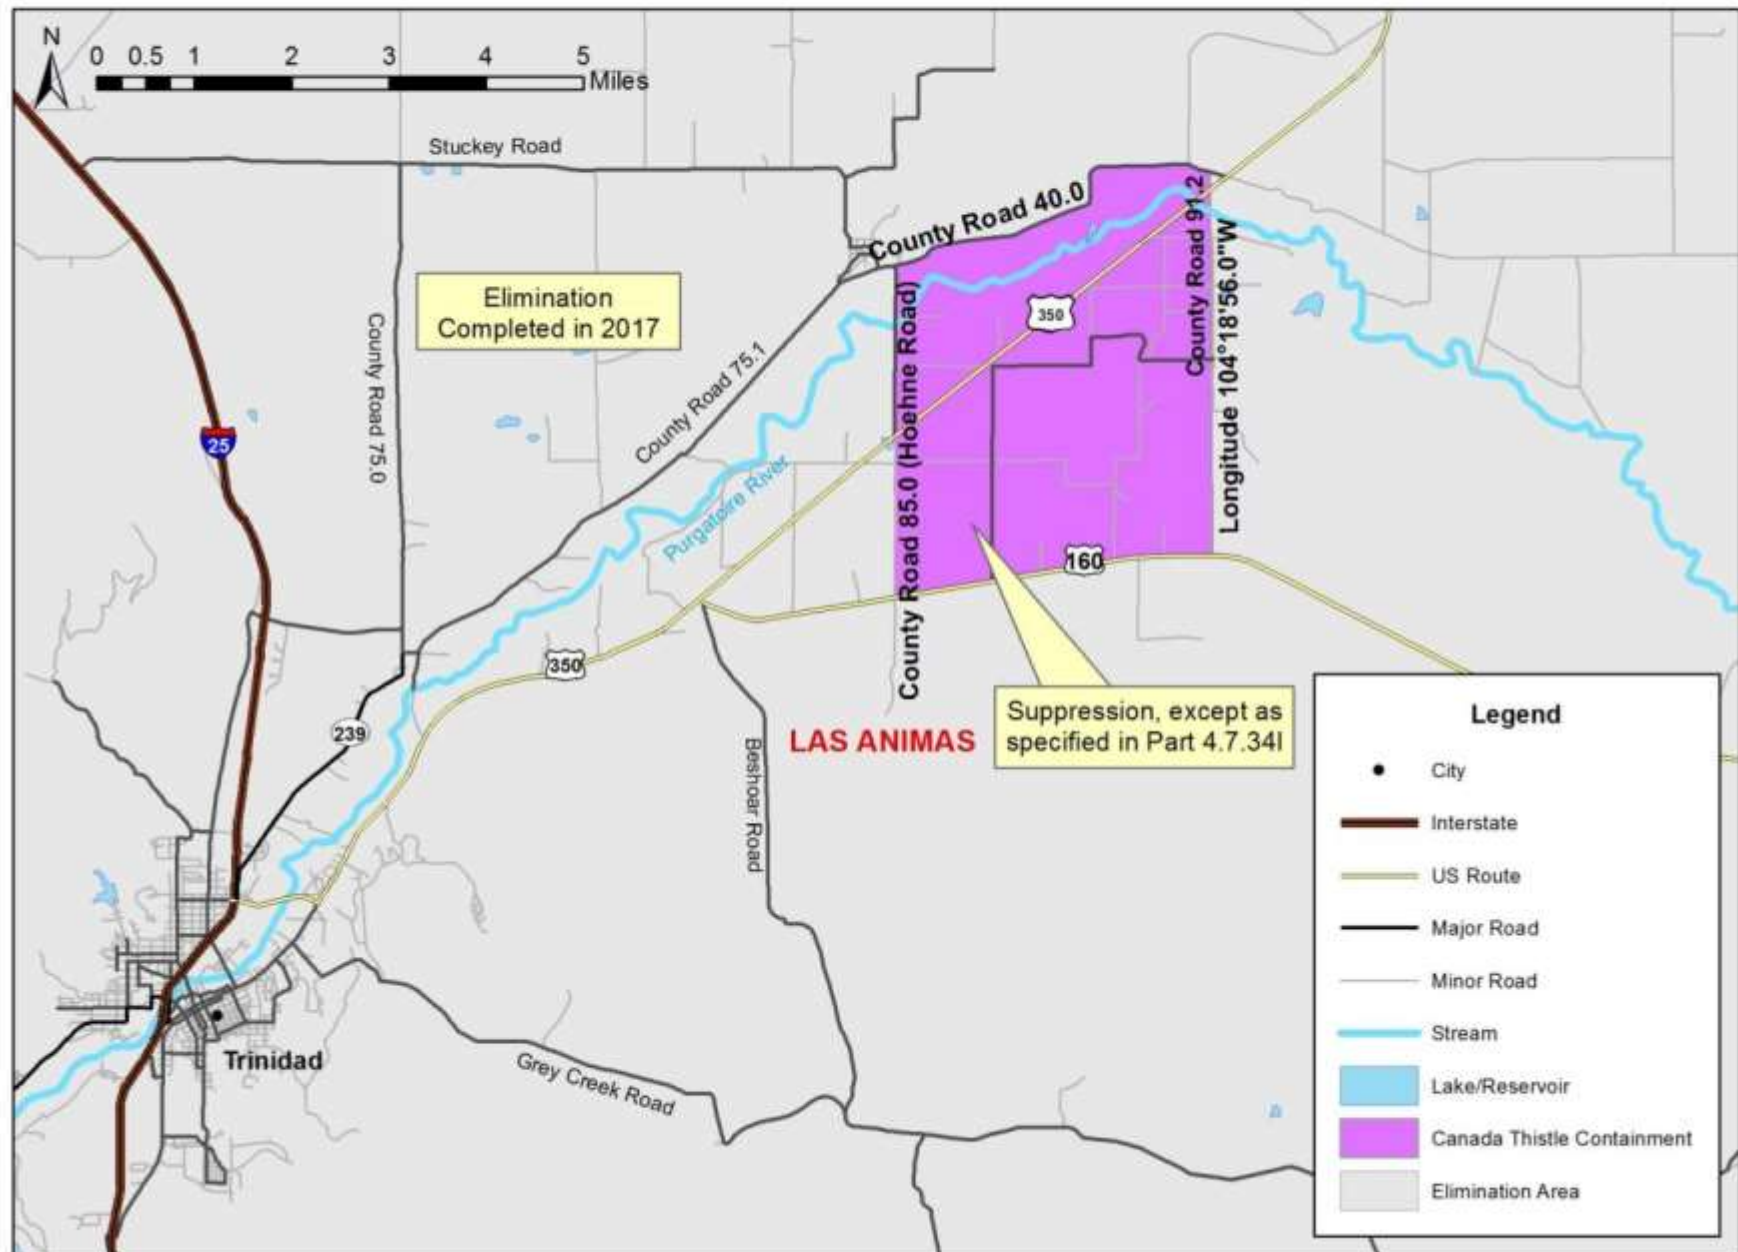 N
0 0.5 1 2 3 4 5
Miles
Stuckey Road
County Road 40.0
County Road 91.2
Longitude 104°18'56.0"W
Elimination
Completed in 2017
County Road 75.0
County Road 75.1
350
25
County Road 85.0 (Hoehne Road)
Purgatoire River
160
350
239
LAS ANIMAS
Suppression, except as
specified in Part 4.7.34I
Beshoar Road
Trinidad
Grey Creek Road
Legend
City
Interstate
US Route
Major Road
Minor Road
Stream
Lake/Reservoir
Canada Thistle Containment
Elimination Area